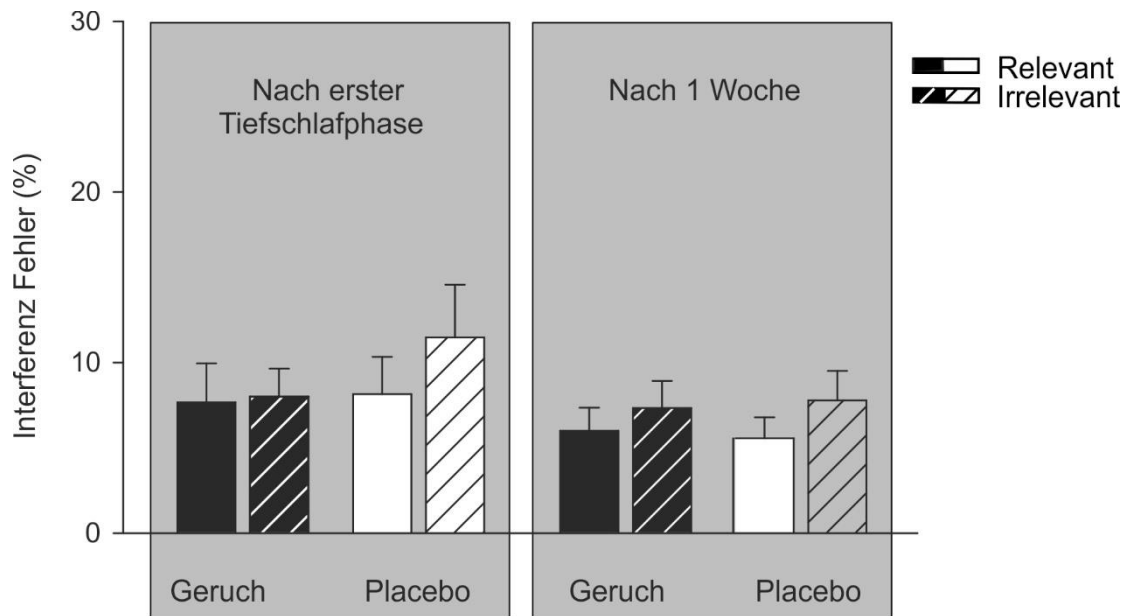 30
20
10
0
Interferenz Fehler (%)
Nach erster
Tiefschlafphase
Nach 1 Woche
Relevant
Irrelevant
Geruch Placebo Geruch Placebo